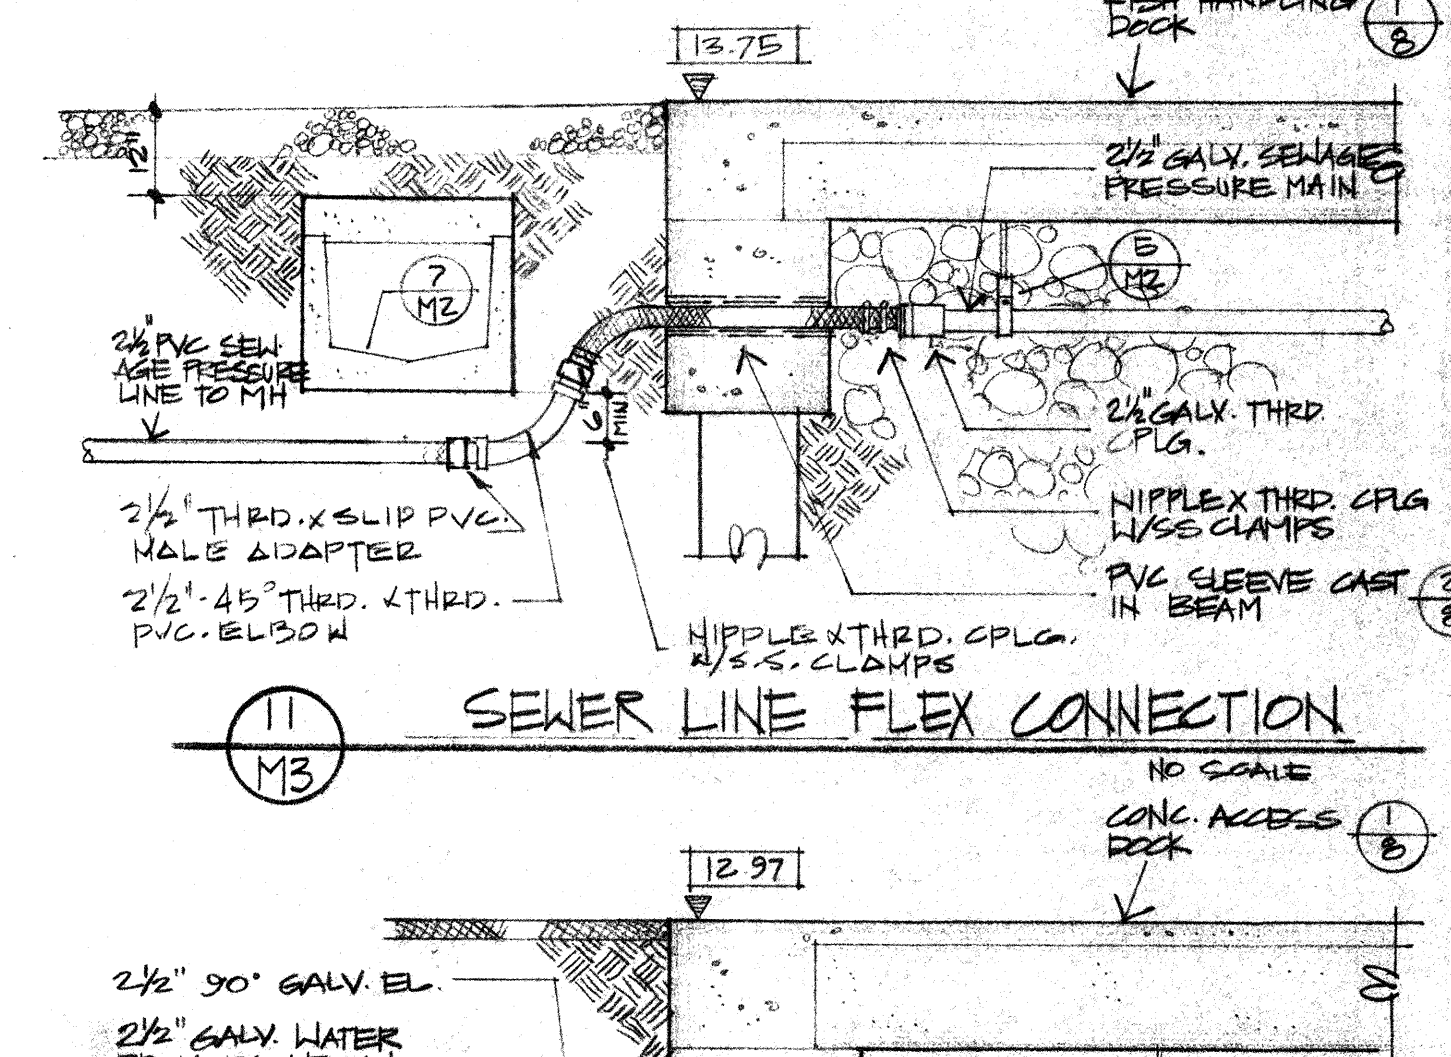 FISH HANDLING
DOCK
1
8
13.75
12"
2½" GALV. SEWAGE
PRESSURE MAIN
5
M2
7
M2
2½" PVC SEW-
AGE PRESSURE
LINE TO MH
6"
MIN
2½" GALV. THRD
CPLG.
NIPPLE X THRD. CPLG
W/SS CLAMPS
2½" THRD. X SLIP PVC.
MALE ADAPTER
PVC SLEEVE CAST
IN BEAM
2
8
2½"-45° THRD. X THRD.
PVC. ELBOW
NIPPLE X THRD. CPLG.
W/S.S. CLAMPS
11
M3
SEWER LINE FLEX CONNECTION
NO SCALE
CONC. ACCESS
DOCK
1
8
12.97
2½" 90° GALV. EL.
2½" GALV. WATER